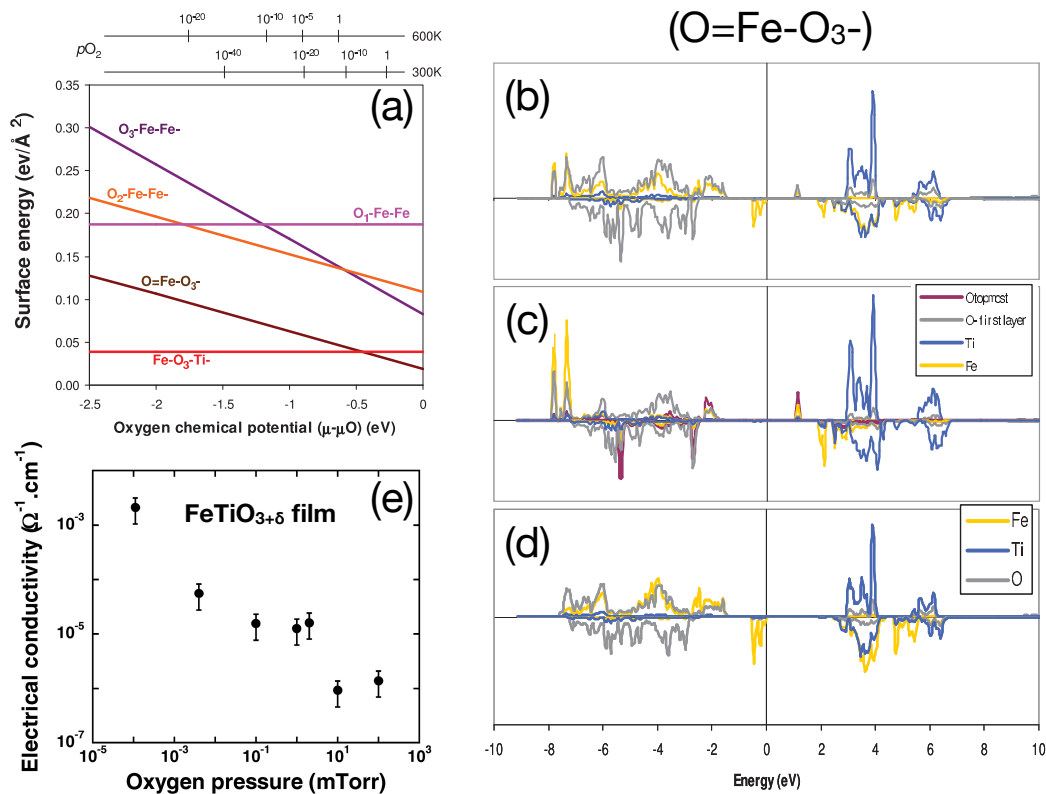 (O=Fe-O3-)
10-20 10-10 10-5 1
600K
pO2
10-40 10-20 10-10 1
300K
(a)
0.35
0.30
0.25
0.20
0.15
0.10
0.05
0.00
Surface energy (ev/Å 2)
O3-Fe-Fe-
O2-Fe-Fe-
O1-Fe-Fe
O=Fe-O3-
Fe-O3-Ti-
-2.5 -2 -1.5 -1 -0.5 0
Oxygen chemical potential (μ-μO) (eV)
(e)
FeTiO3+δ film
10-3
10-5
10-7
Electrical conductivity (Ω-1.cm-1)
10-5 10-3 10-1 101 103
Oxygen pressure (mTorr)
(b)
(c)
Otopmost
O-first layer
Ti
Fe
(d)
Fe
Ti
O
-10 -8 -6 -4 -2 0 2 4 6 8 10
Energy (eV)